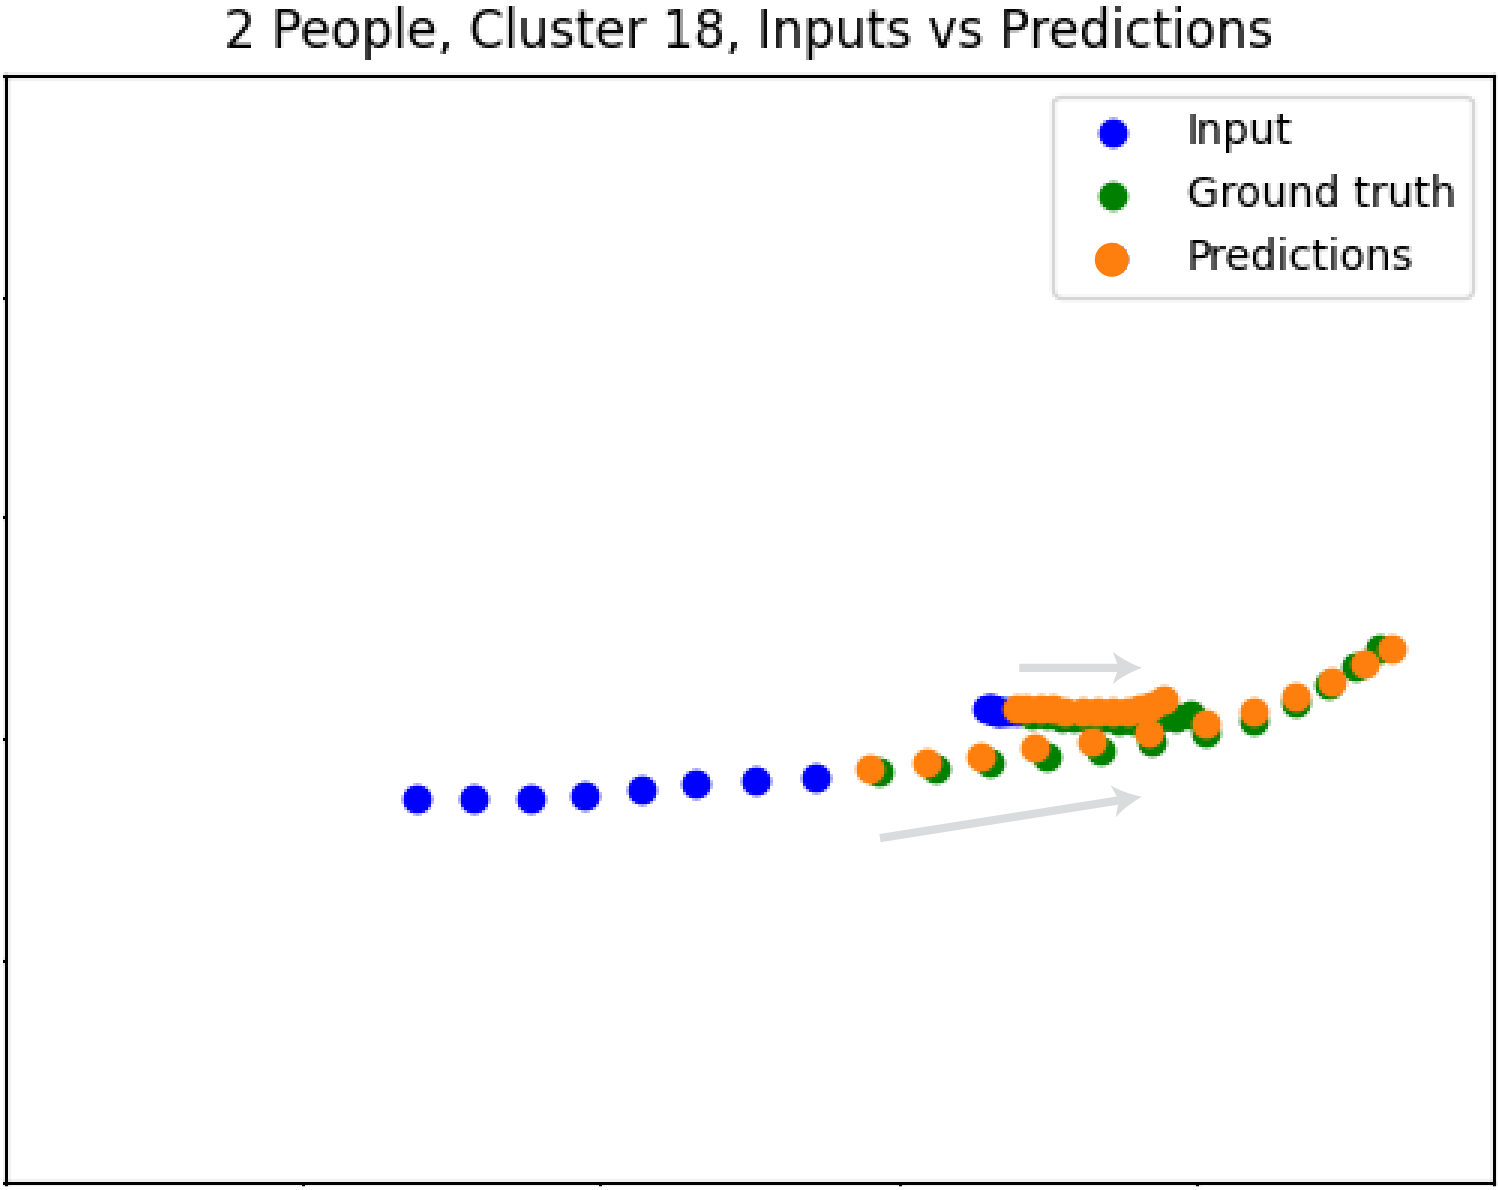 2 People, Cluster 18, Inputs vs Predictions
Input
Ground truth
Predictions